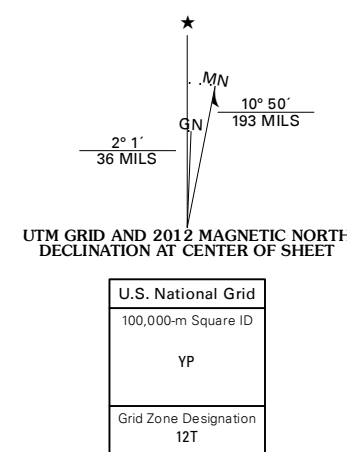 ★
MN
GN
10° 50´
193 MILS
2° 1´
36 MILS
UTM GRID AND 2012 MAGNETIC NORTH
DECLINATION AT CENTER OF SHEET
U.S. National Grid
100,000-m Square ID
YP
Grid Zone Designation
12T